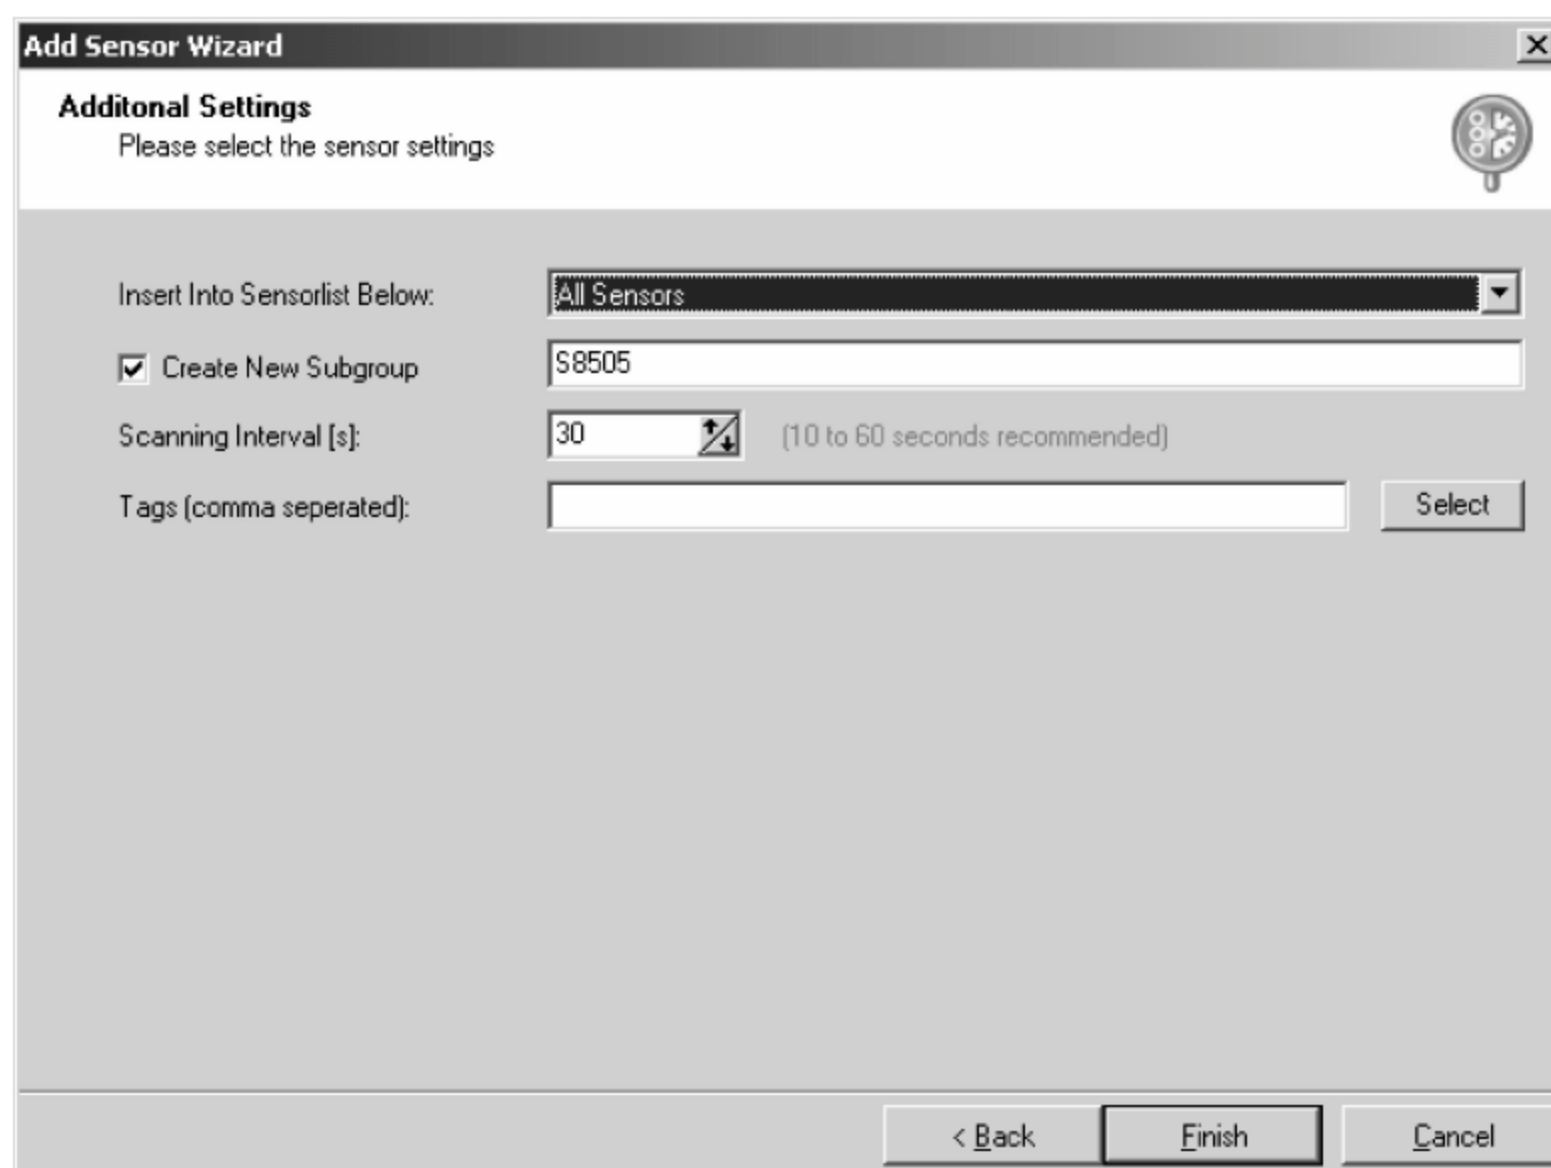 Add Sensor Wizard
Additonal Settings
Please select the sensor settings
Insert Into Sensorlist Below: All Sensors
Create New Subgroup S8505
Scanning Interval [s]: 30 (10 to 60 seconds recommended)
Tags (comma seperated): Select
< Back Finish Cancel